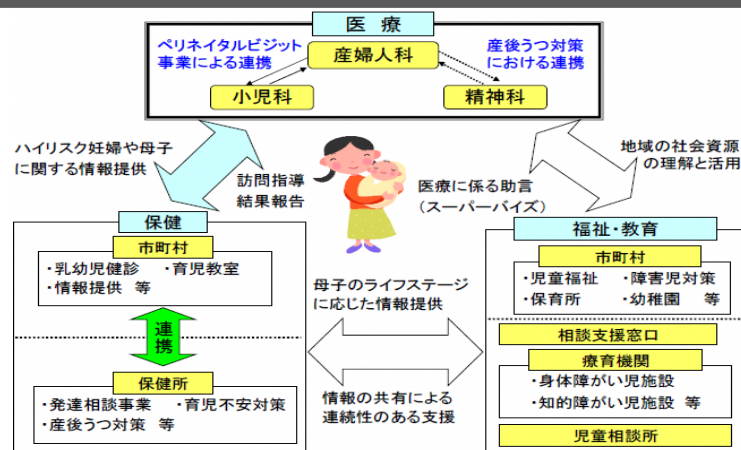 医 療
ペリネイタルビジット
事業による連携
産婦人科
産後うつ対策
における連携
小児科
精神科
ハイリスク妊婦や母子
に関する情報提供
訪問指導
結果報告
医療に係る助言
（スーパーバイズ）
地域の社会資源
の理解と活用
保健
市町村
・乳幼児健診 ・育児教室
・情報提供 等
連
携
保健所
・発達相談事業 ・育児不安対策
・産後うつ対策 等
母子のライフステージ
に応じた情報提供
情報の共有による
連続性のある支援
福祉・教育
市町村
・児童福祉 ・障害児対策
・保育所 ・幼稚園 等
相談支援窓口
療育機関
・身体障がい児施設
・知的障がい児施設 等
児童相談所